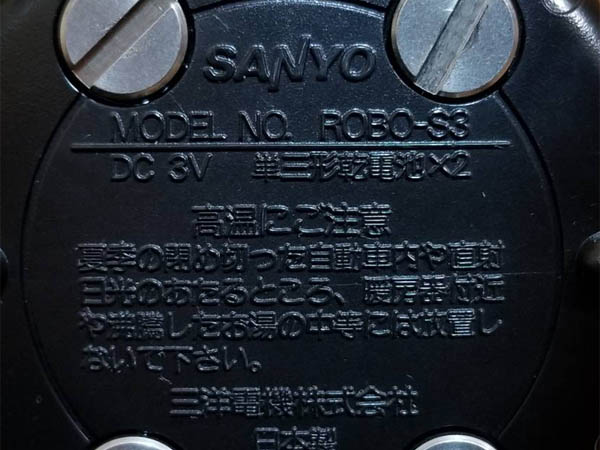 SANYO
MODEL NO. ROBO-S3
DC 3V 単三形乾電池×2
高温にご注意
夏季の閉め切った自動車内や直射
日光のあたるところ、暖房器付近
や沸騰したお湯の中等には放置し
ないで下さい。
三洋電機株式会社
日本製